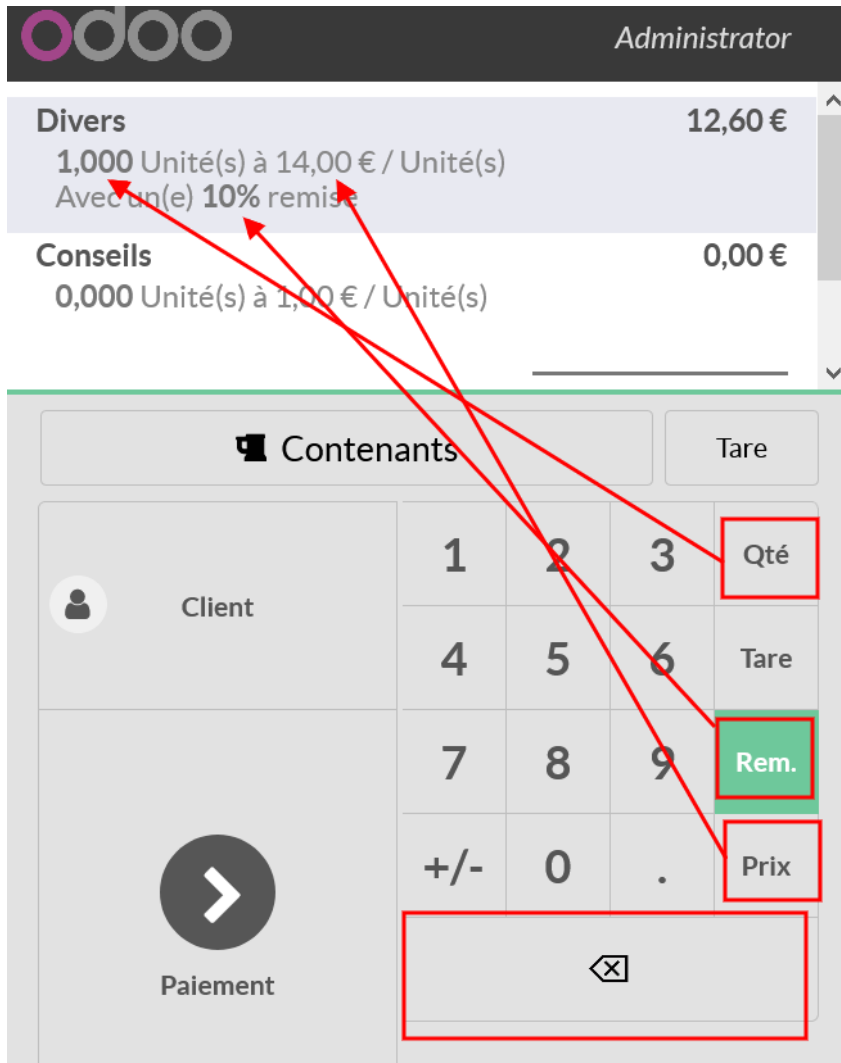 odoo Administrator
Divers 12,60 €
1,000 Unité(s) à 14,00 € / Unité(s)
Avec un(e) 10% remise
Conseils 0,00 €
0,000 Unité(s) à 1,00 € / Unité(s)
Contenants Tare
1 2 3 Qté
Client
4 5 6 Tare
7 8 9 Rem.
+/- 0 . Prix
Paiement